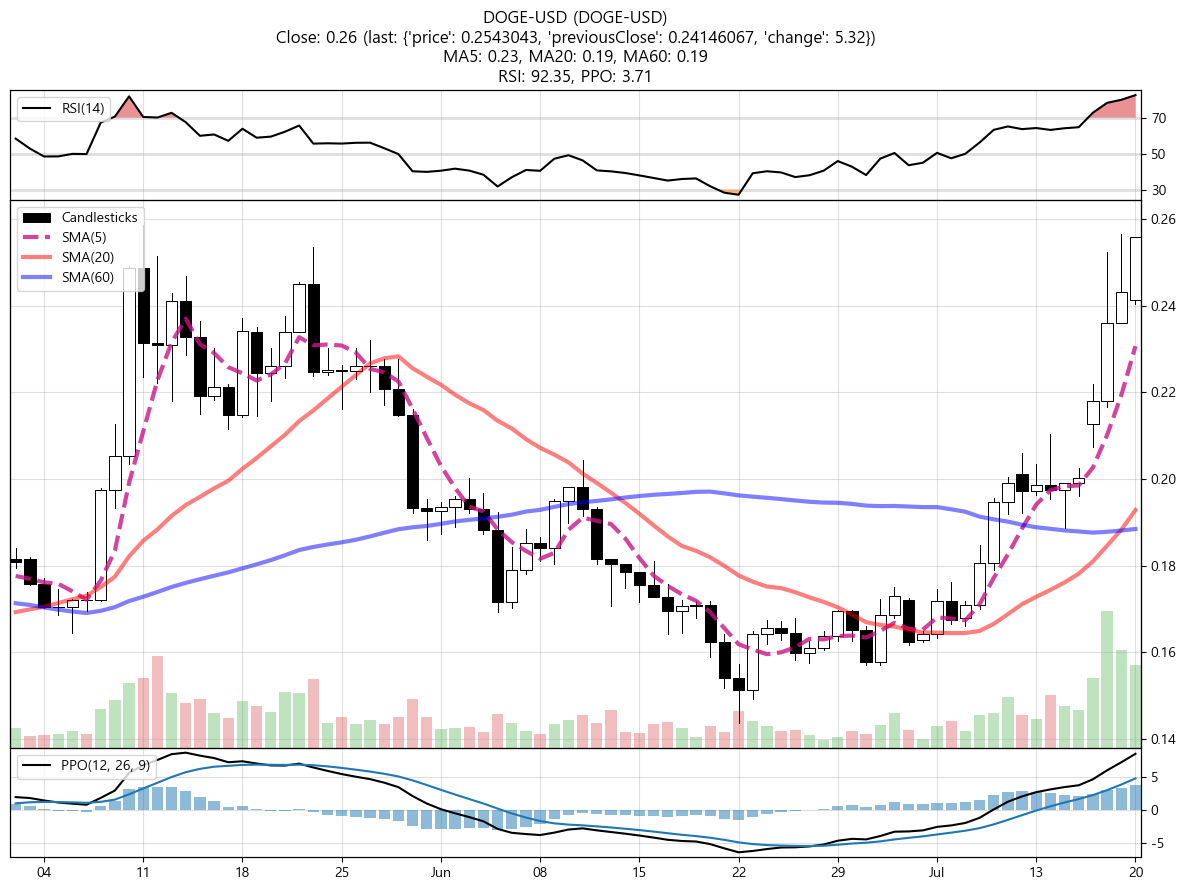 DOGE-USD (DOGE-USD)
Close: 0.26 (last: {'price': 0.2543043, 'previousClose': 0.24146067, 'change': 5.32})
MA5: 0.23, MA20: 0.19, MA60: 0.19
RSI: 92.35, PPO: 3.71
RSI(14)
70
50
30
Candlesticks
SMA(5)
SMA(20)
SMA(60)
0.26
0.24
0.22
0.20
0.18
0.16
0.14
PPO(12, 26, 9)
5
0
-5
04 11 18 25 Jun 08 15 22 29 Jul 13 20